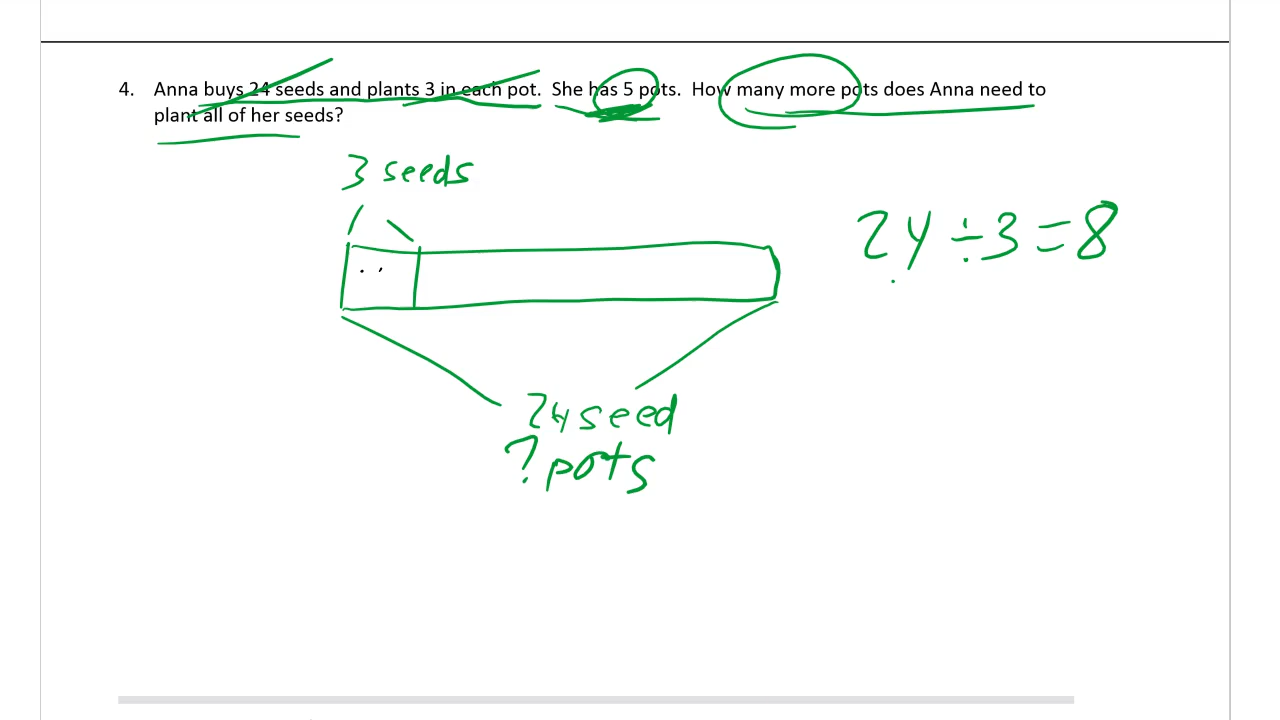 4. Anna buys 24 seeds and plants 3 in each pot. She has 5 pots. How many more pots does Anna need to
plant all of her seeds?
3 seeds
24 ÷ 3 = 8
24 seed
? pots